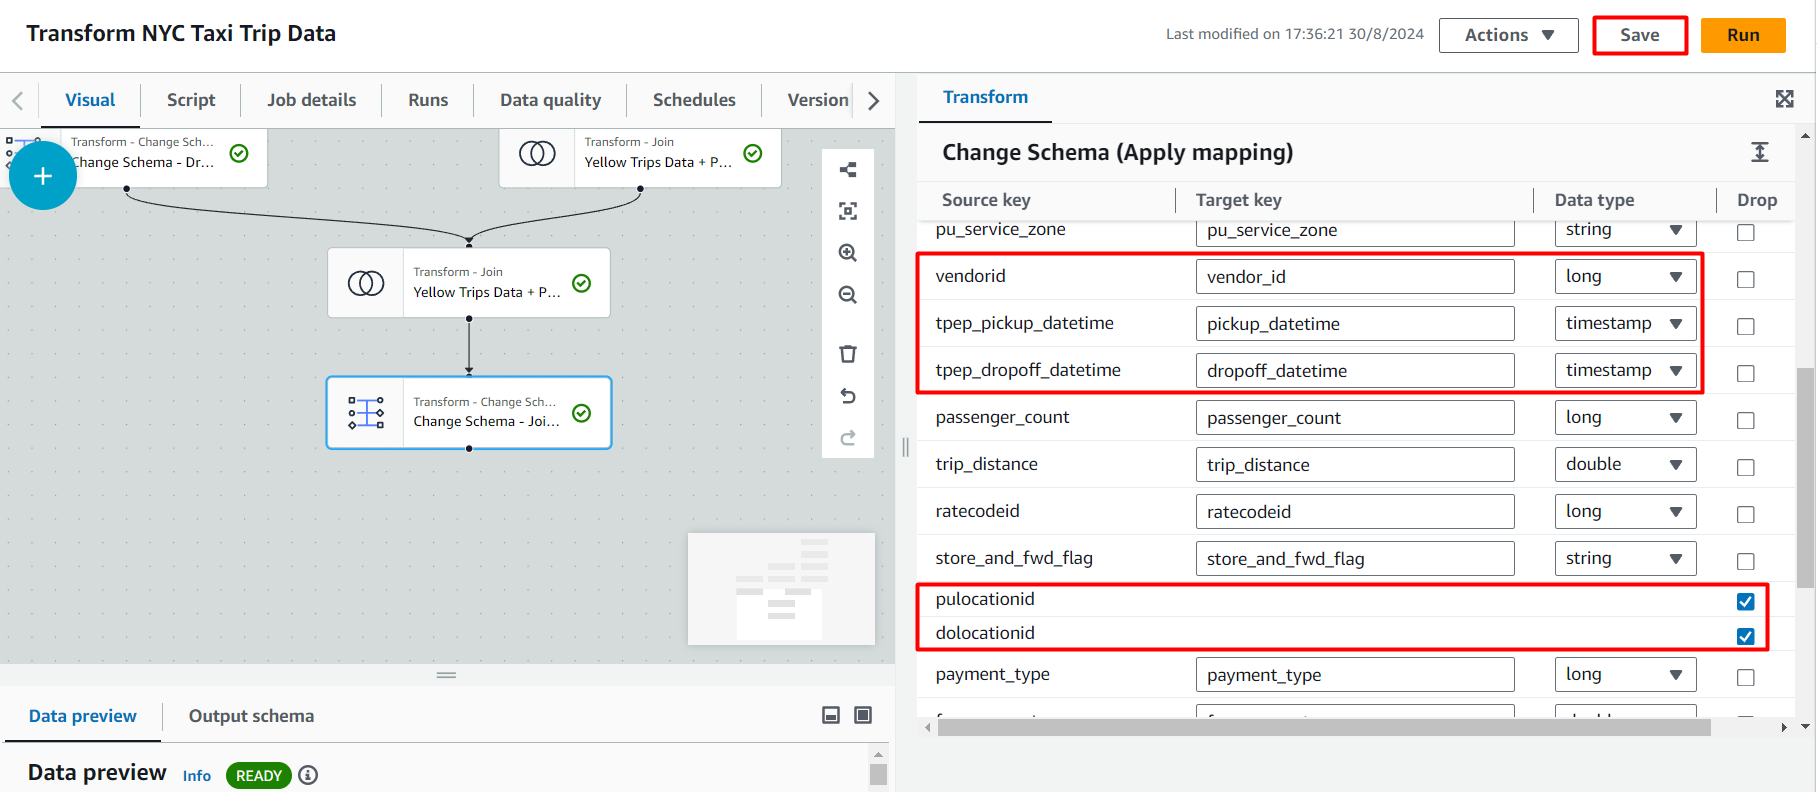 Transform NYC Taxi Trip Data
Last modified on 17:36:21 30/8/2024
Actions
Save
Run
Visual
Script
Job details
Runs
Data quality
Schedules
Version
Transform - Change Sch...
Change Schema - Dr...
Transform - Join
Yellow Trips Data + P...
+
Transform - Join
Yellow Trips Data + P...
Transform - Change Sch...
Change Schema - Joi...
Data preview
Output schema
Data preview Info READY
Transform
Change Schema (Apply mapping)
Source key Target key Data type Drop
pu_service_zone pu_service_zone string
vendorid vendor_id long
tpep_pickup_datetime pickup_datetime timestamp
tpep_dropoff_datetime dropoff_datetime timestamp
passenger_count passenger_count long
trip_distance trip_distance double
ratecodeid ratecodeid long
store_and_fwd_flag store_and_fwd_flag string
pulocationid
dolocationid
payment_type payment_type long